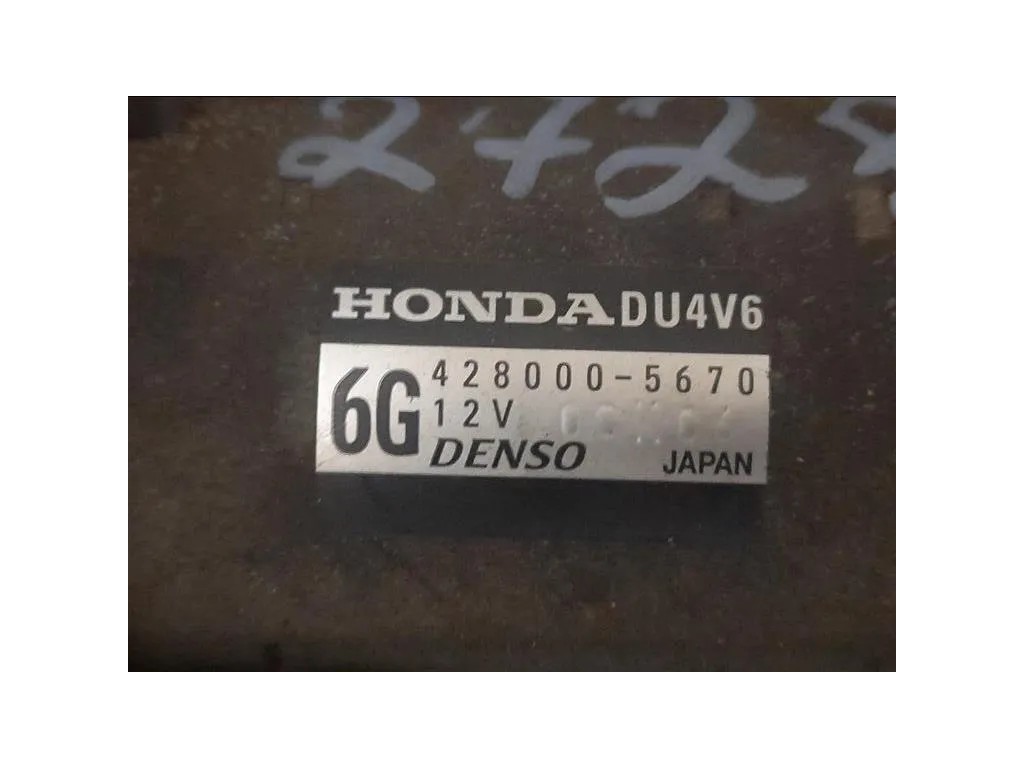 HONDA DU4V6
6G
428000-5670
12V
DENSO JAPAN